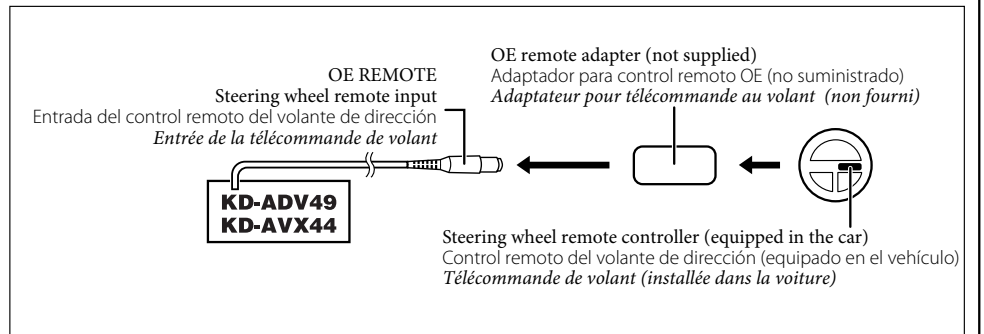 OE REMOTE
Steering wheel remote input
Entrada del control remoto del volante de dirección
Entrée de la télécommande de volant
OE remote adapter (not supplied)
Adaptador para control remoto OE (no suministrado)
Adaptateur pour télécommande au volant (non fourni)
KD-ADV49
KD-AVX44
Steering wheel remote controller (equipped in the car)
Control remoto del volante de dirección (equipado en el vehículo)
Télécommande de volant (installée dans la voiture)